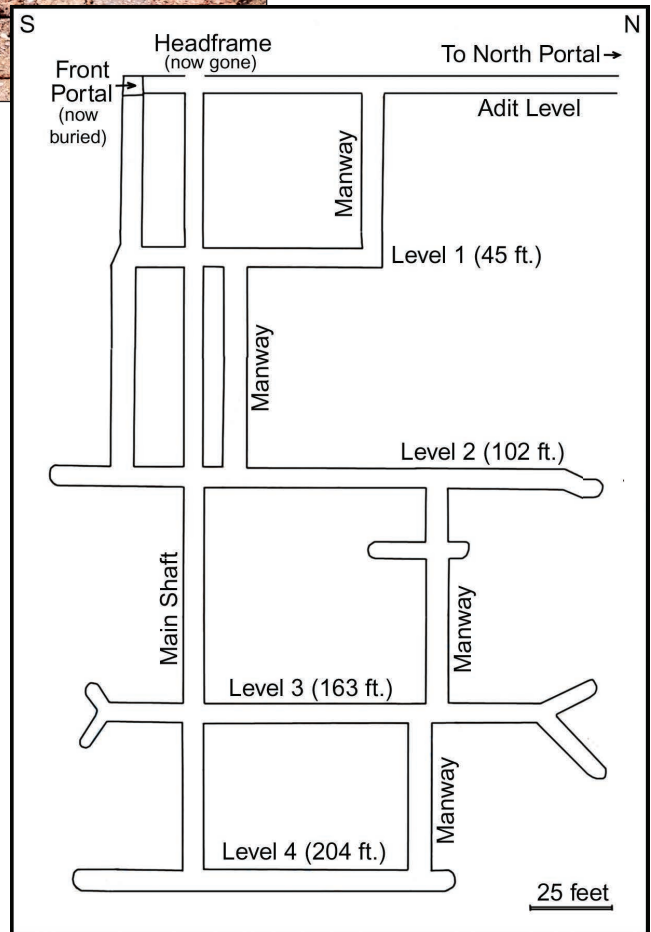 S
N
Headframe
(now gone)
To North Portal→
Front
Portal
(now
buried)
Adit Level
Manway
Level 1 (45 ft.)
Manway
Level 2 (102 ft.)
Main Shaft
Manway
Level 3 (163 ft.)
Manway
Level 4 (204 ft.)
25 feet